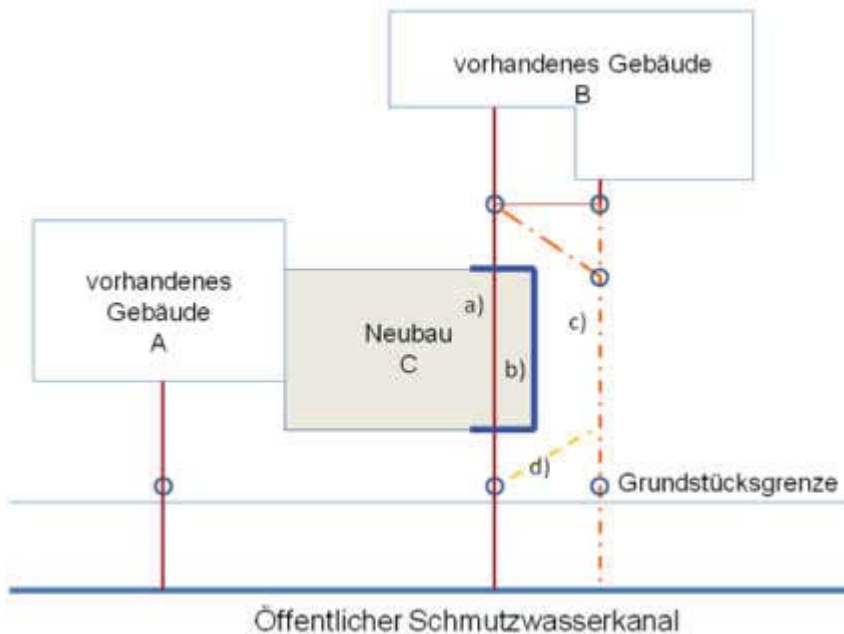 vorhandenes Gebäude
B
vorhandenes
Gebäude
A
a)
Neubau
C
b)
c)
d)
Grundstücksgrenze
Öffentlicher Schmutzwasserkanal